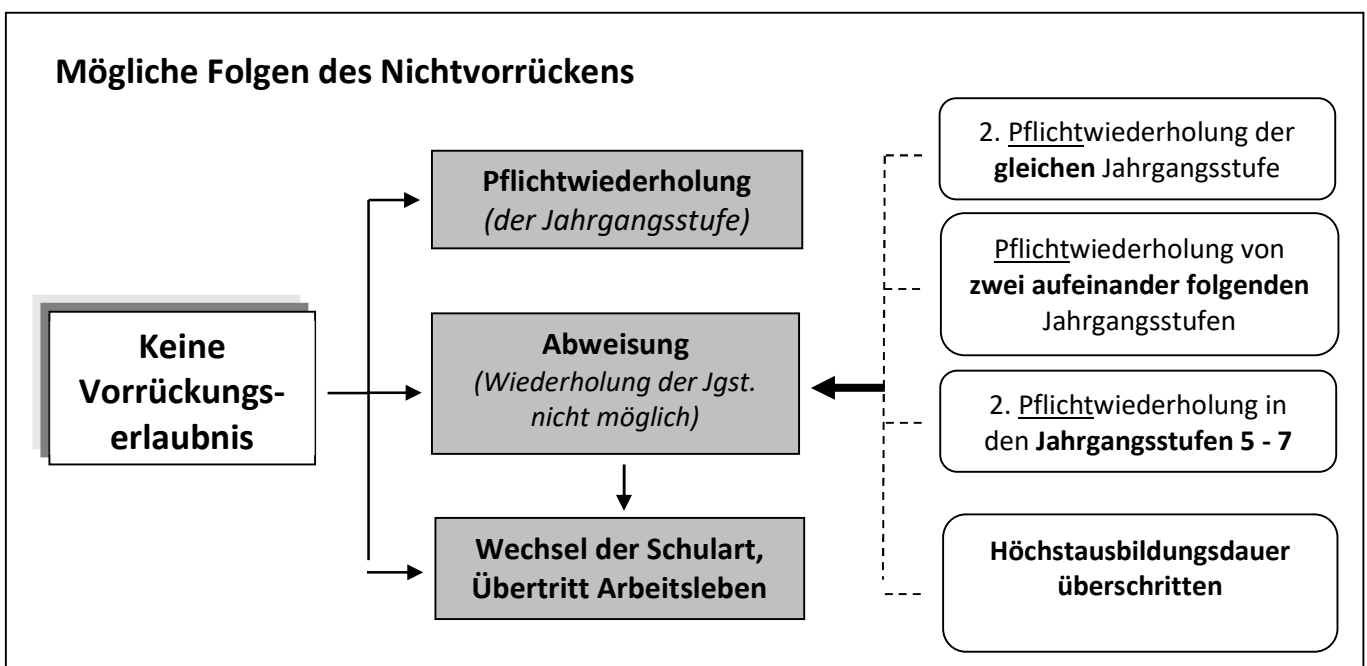 Mögliche Folgen des Nichtvorrückens
Keine
Vorrückungs-
erlaubnis
Pflichtwiederholung
(der Jahrgangsstufe)
Abweisung
(Wiederholung der Jgst.
nicht möglich)
Wechsel der Schulart,
Übertritt Arbeitsleben
2. Pflichtwiederholung der
gleichen Jahrgangsstufe
Pflichtwiederholung von
zwei aufeinander folgenden
Jahrgangsstufen
2. Pflichtwiederholung in
den Jahrgangsstufen 5 - 7
Höchstausbildungsdauer
überschritten